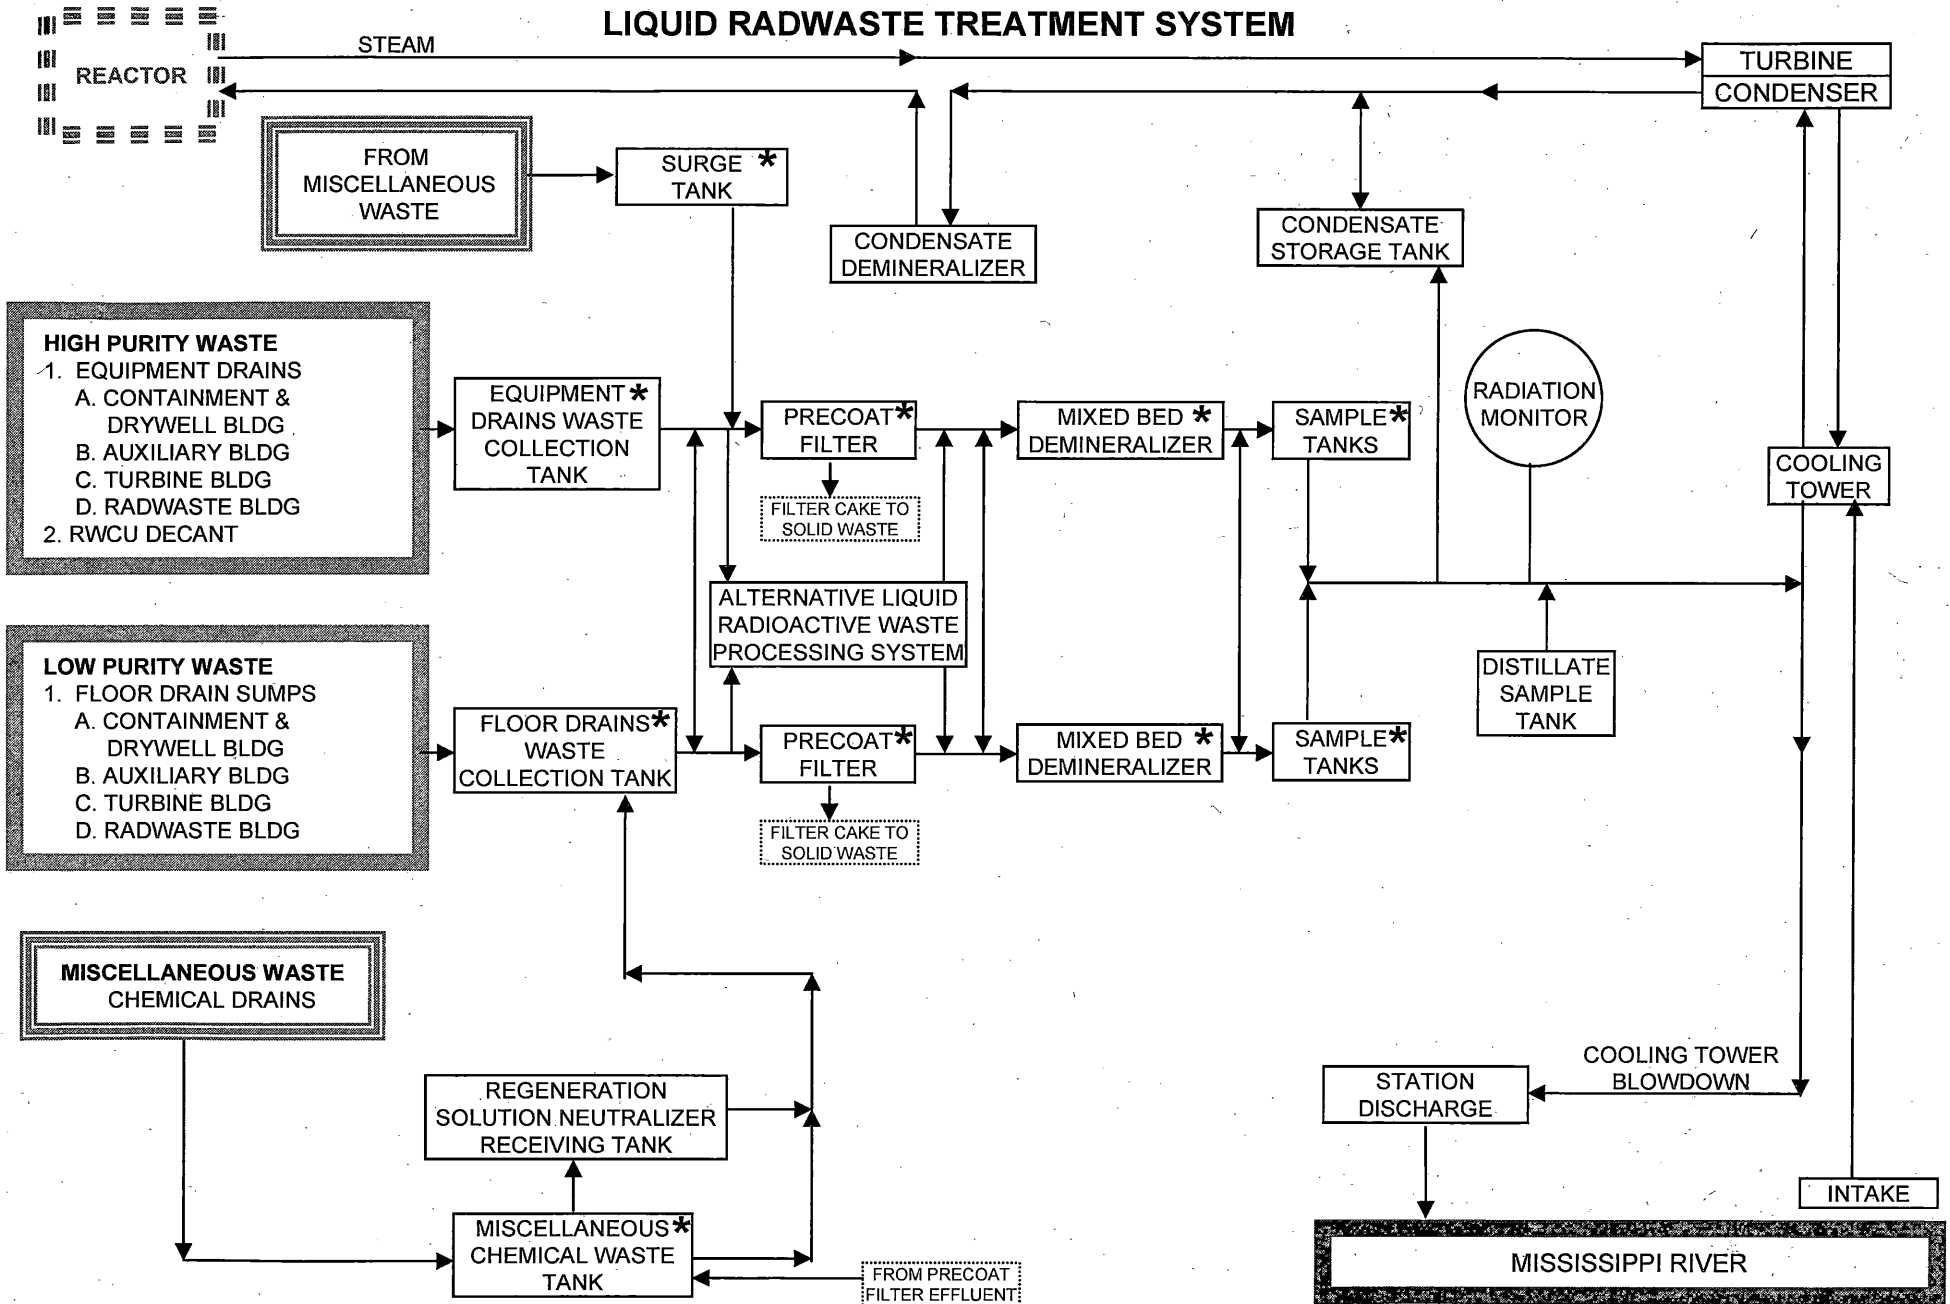 LIQUID RADWASTE TREATMENT SYSTEM
STEAM
REACTOR
TURBINE
CONDENSER
FROM
MISCELLANEOUS
WASTE
SURGE *
TANK
CONDENSATE
DEMINERALIZER
CONDENSATE
STORAGE TANK
HIGH PURITY WASTE
1. EQUIPMENT DRAINS
A. CONTAINMENT &
DRYWELL BLDG
B. AUXILIARY BLDG
C. TURBINE BLDG
D. RADWASTE BLDG
2. RWCU DECANT
EQUIPMENT *
DRAINS WASTE
COLLECTION
TANK
PRECOAT *
FILTER
FILTER CAKE TO
SOLID WASTE
MIXED BED *
DEMINERALIZER
SAMPLE *
TANKS
RADIATION
MONITOR
COOLING
TOWER
ALTERNATIVE LIQUID
RADIOACTIVE WASTE
PROCESSING SYSTEM
LOW PURITY WASTE
1. FLOOR DRAIN SUMPS
A. CONTAINMENT &
DRYWELL BLDG
B. AUXILIARY BLDG
C. TURBINE BLDG
D. RADWASTE BLDG
FLOOR DRAINS *
WASTE
COLLECTION TANK
PRECOAT *
FILTER
FILTER CAKE TO
SOLID WASTE
MIXED BED *
DEMINERALIZER
SAMPLE *
TANKS
DISTILLATE
SAMPLE
TANK
MISCELLANEOUS WASTE
CHEMICAL DRAINS
REGENERATION
SOLUTION NEUTRALIZER
RECEIVING TANK
MISCELLANEOUS *
CHEMICAL WASTE
TANK
FROM PRECOAT
FILTER EFFLUENT
COOLING TOWER
BLOWDOWN
STATION
DISCHARGE
INTAKE
MISSISSIPPI RIVER